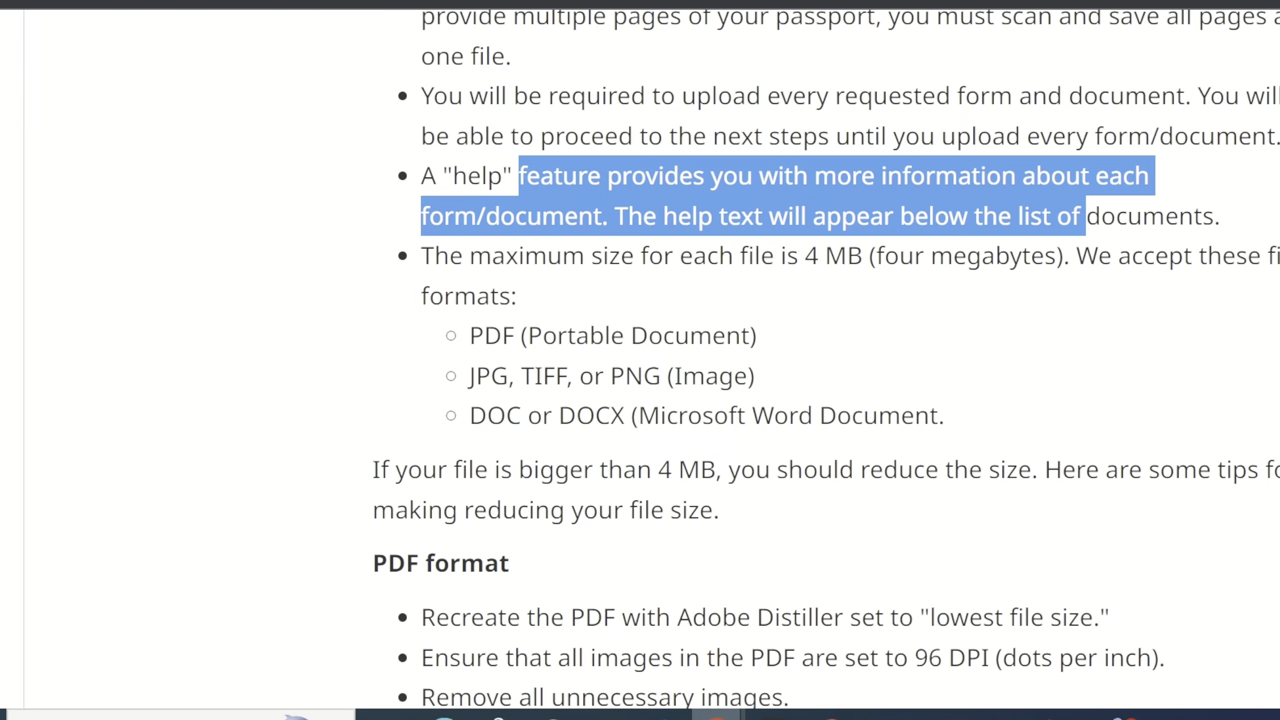 provide multiple pages of your passport, you must scan and save all pages a
one file.
You will be required to upload every requested form and document. You will
be able to proceed to the next steps until you upload every form/document.
A "help" feature provides you with more information about each
form/document. The help text will appear below the list of documents.
The maximum size for each file is 4 MB (four megabytes). We accept these fi
formats:
PDF (Portable Document)
JPG, TIFF, or PNG (Image)
DOC or DOCX (Microsoft Word Document.
If your file is bigger than 4 MB, you should reduce the size. Here are some tips fo
making reducing your file size.
PDF format
Recreate the PDF with Adobe Distiller set to "lowest file size."
Ensure that all images in the PDF are set to 96 DPI (dots per inch).
Remove all unnecessary images.